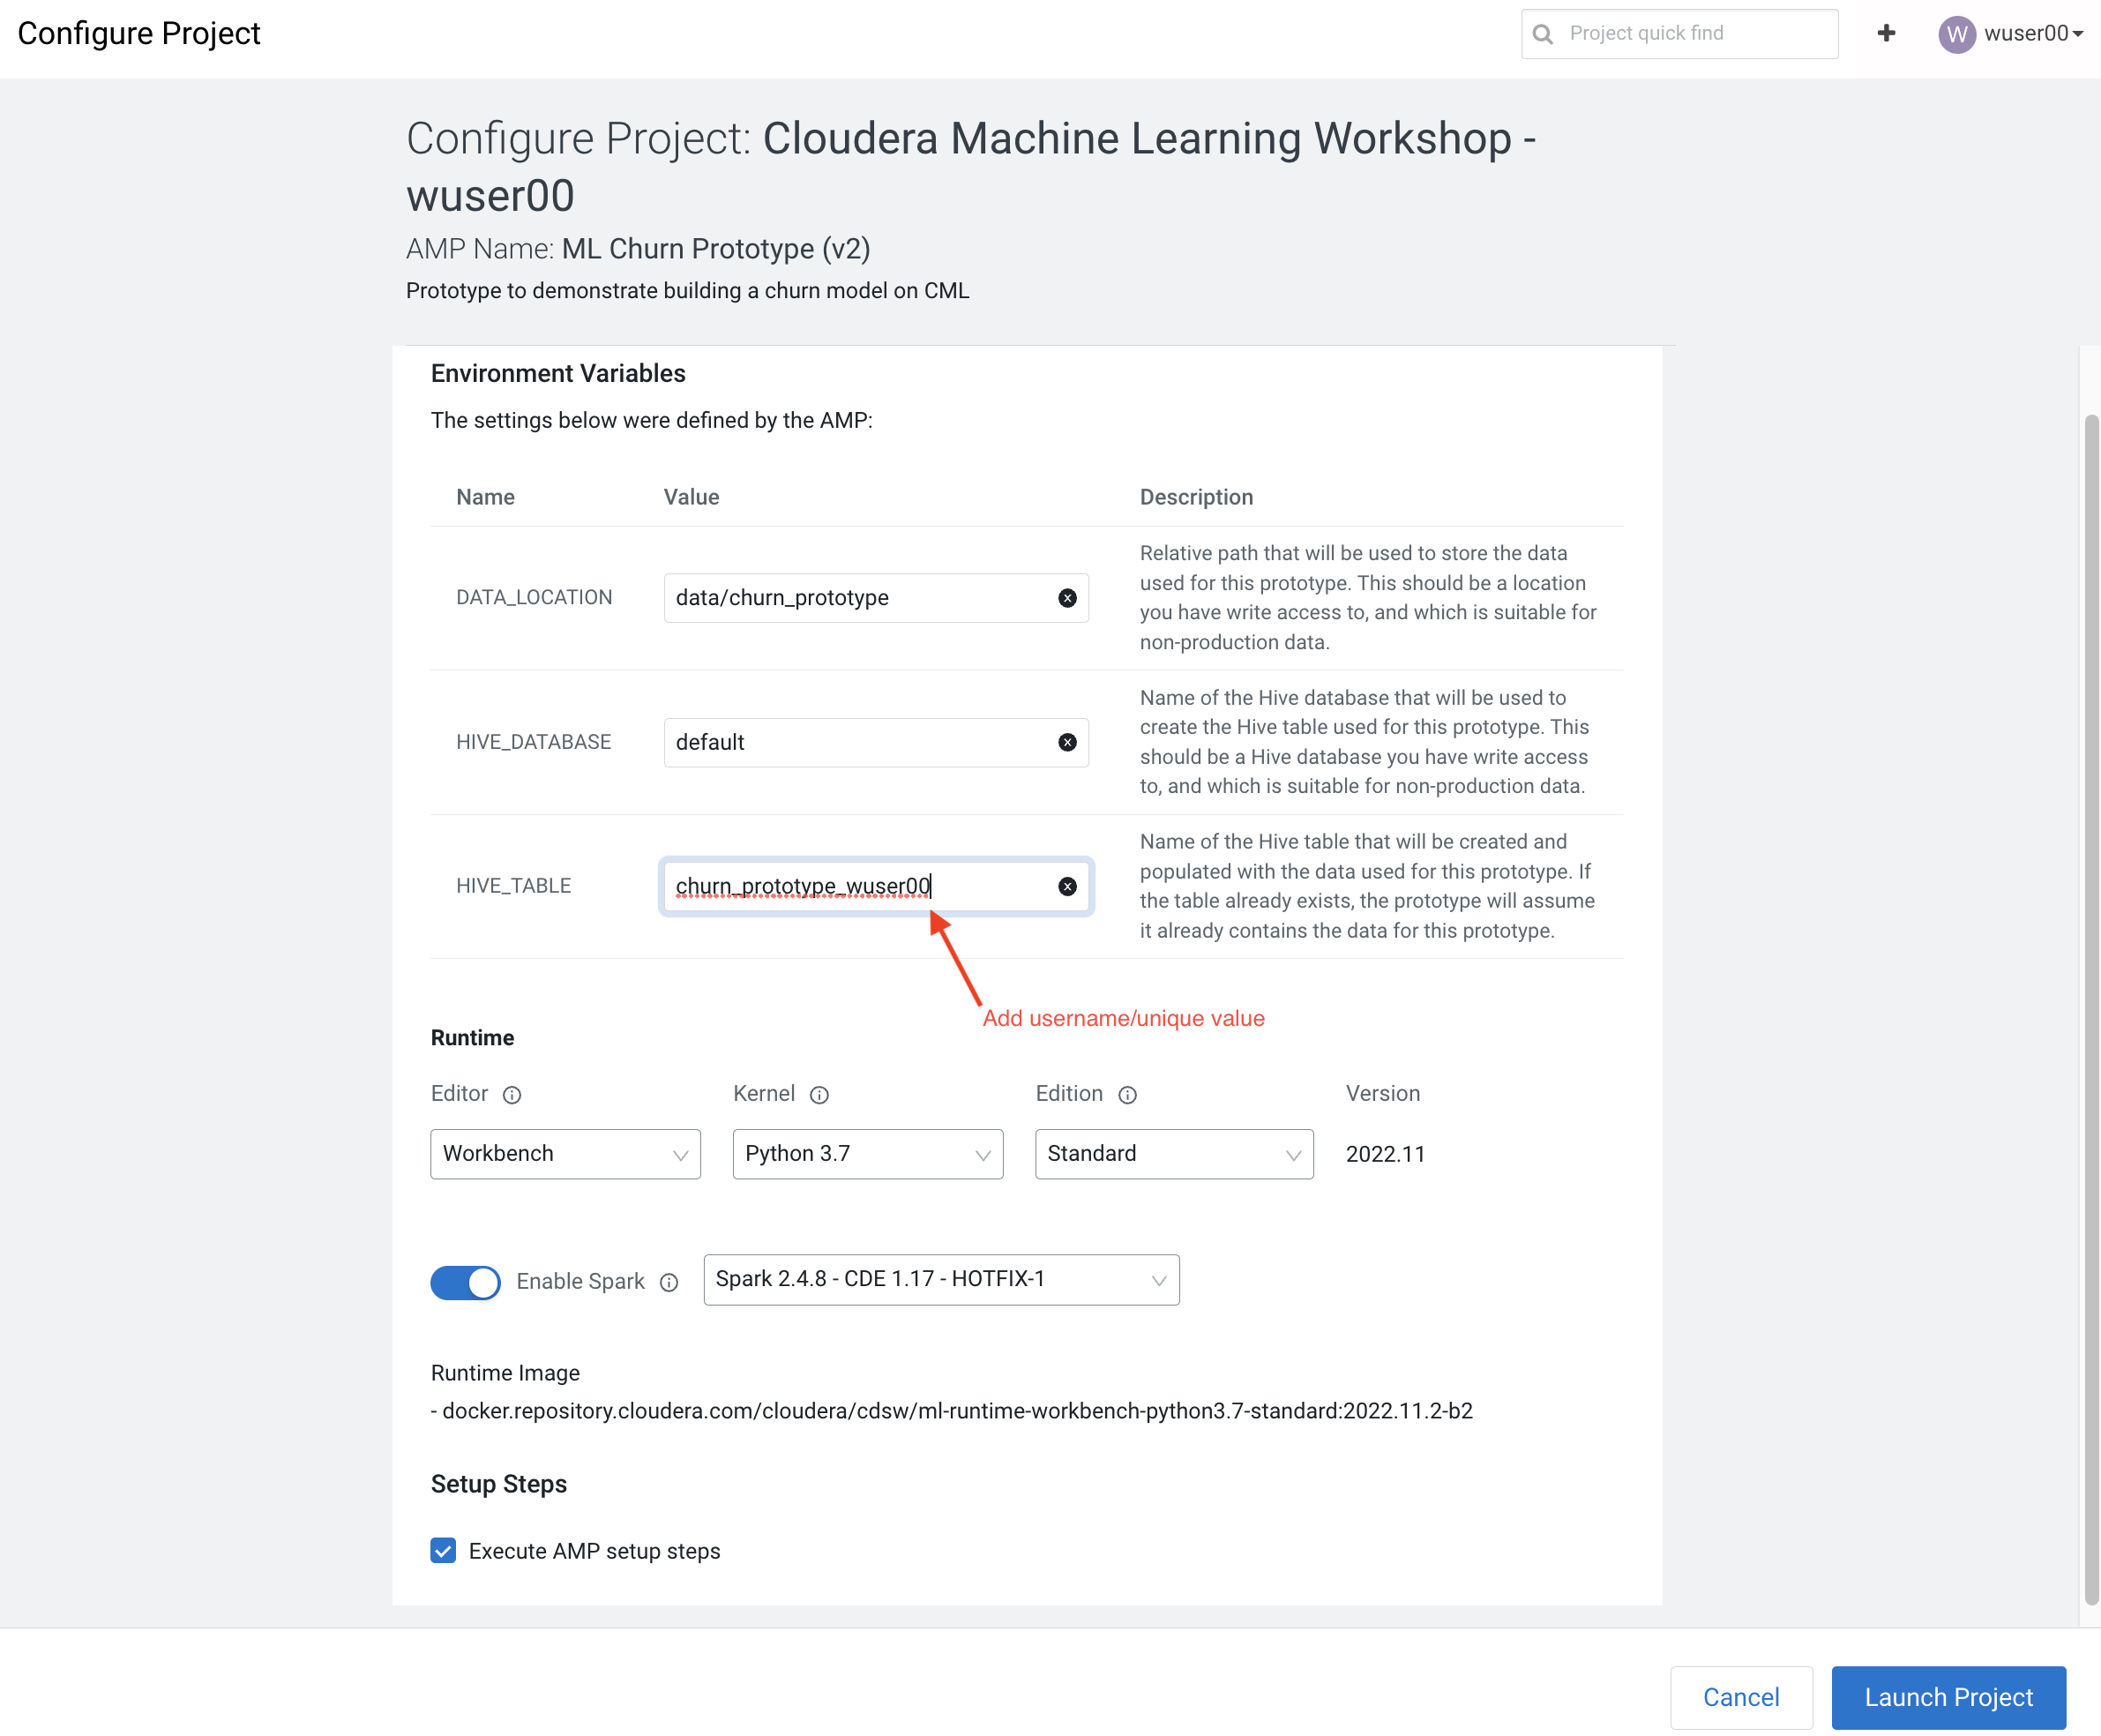 Configure Project
Project quick find
W
wuser00
Configure Project: Cloudera Machine Learning Workshop -
wuser00
AMP Name: ML Churn Prototype (v2)
Prototype to demonstrate building a churn model on CML
Environment Variables
The settings below were defined by the AMP:
Name Value Description
DATA_LOCATION
data/churn_prototype
Relative path that will be used to store the data
used for this prototype. This should be a location
you have write access to, and which is suitable for
non-production data.
HIVE_DATABASE
default
Name of the Hive database that will be used to
create the Hive table used for this prototype. This
should be a Hive database you have write access
to, and which is suitable for non-production data.
HIVE_TABLE
churn_prototype_wuser00
Name of the Hive table that will be created and
populated with the data used for this prototype. If
the table already exists, the prototype will assume
it already contains the data for this prototype.
Add username/unique value
Runtime
Editor Kernel Edition Version
Workbench Python 3.7 Standard 2022.11
Enable Spark Spark 2.4.8 - CDE 1.17 - HOTFIX-1
Runtime Image
- docker.repository.cloudera.com/cloudera/cdsw/ml-runtime-workbench-python3.7-standard:2022.11.2-b2
Setup Steps
Execute AMP setup steps
Cancel Launch Project